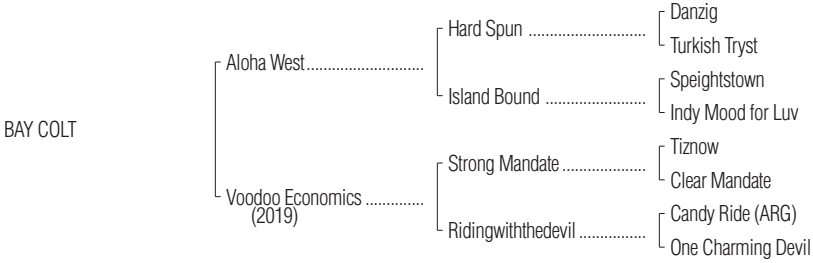 Danzig
Hard Spun ............................
Turkish Tryst
Aloha West............................
Speightstown
Island Bound ........................
Indy Mood for Luv
BAY COLT
Tiznow
Strong Mandate ....................
Clear Mandate
Voodoo Economics ..............
(2019)
Candy Ride (ARG)
Ridingwiththedevil ................
One Charming Devil